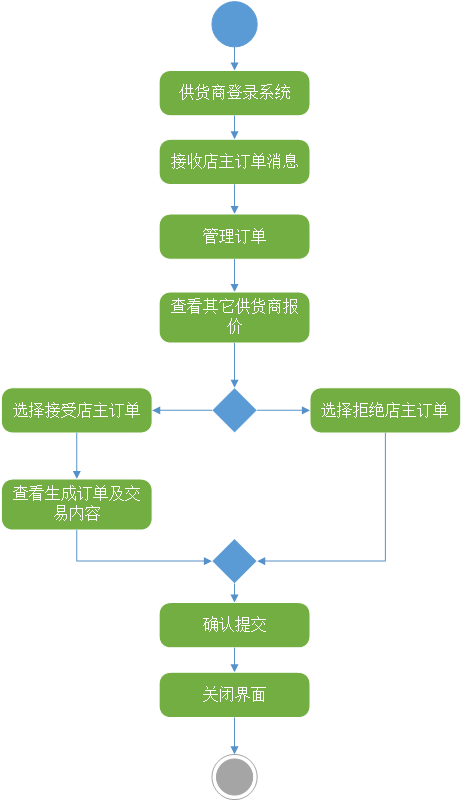 供货商登录系统
接收店主订单消息
管理订单
查看其它供货商报
价
选择接受店主订单
选择拒绝店主订单
查看生成订单及交
易内容
确认提交
关闭界面